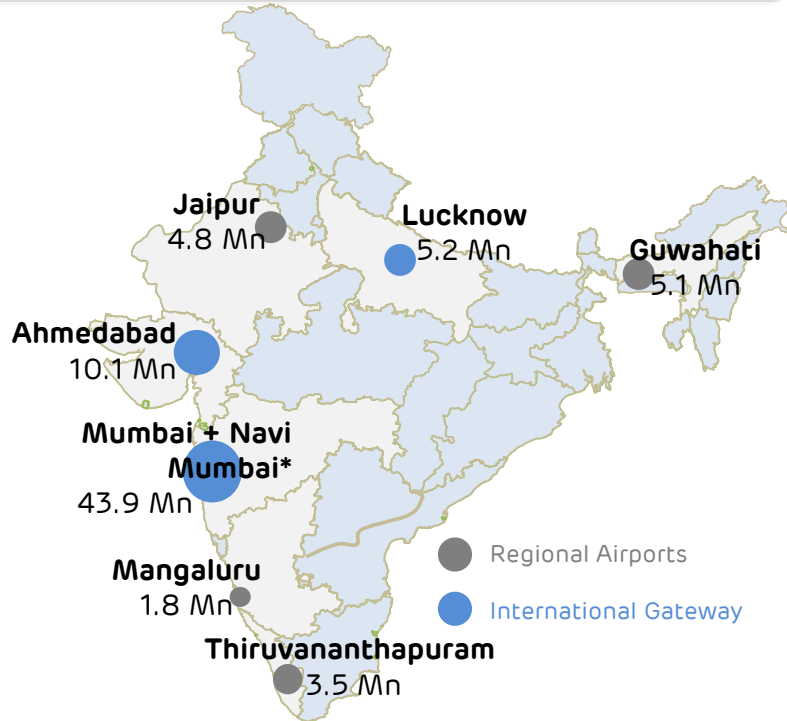 Jaipur
4.8 Mn
Lucknow
5.2 Mn
Guwahati
5.1 Mn
Ahmedabad
10.1 Mn
Mumbai + Navi
Mumbai*
43.9 Mn
Regional Airports
Mangaluru
1.8 Mn
International Gateway
Thiruvananthapuram
3.5 Mn